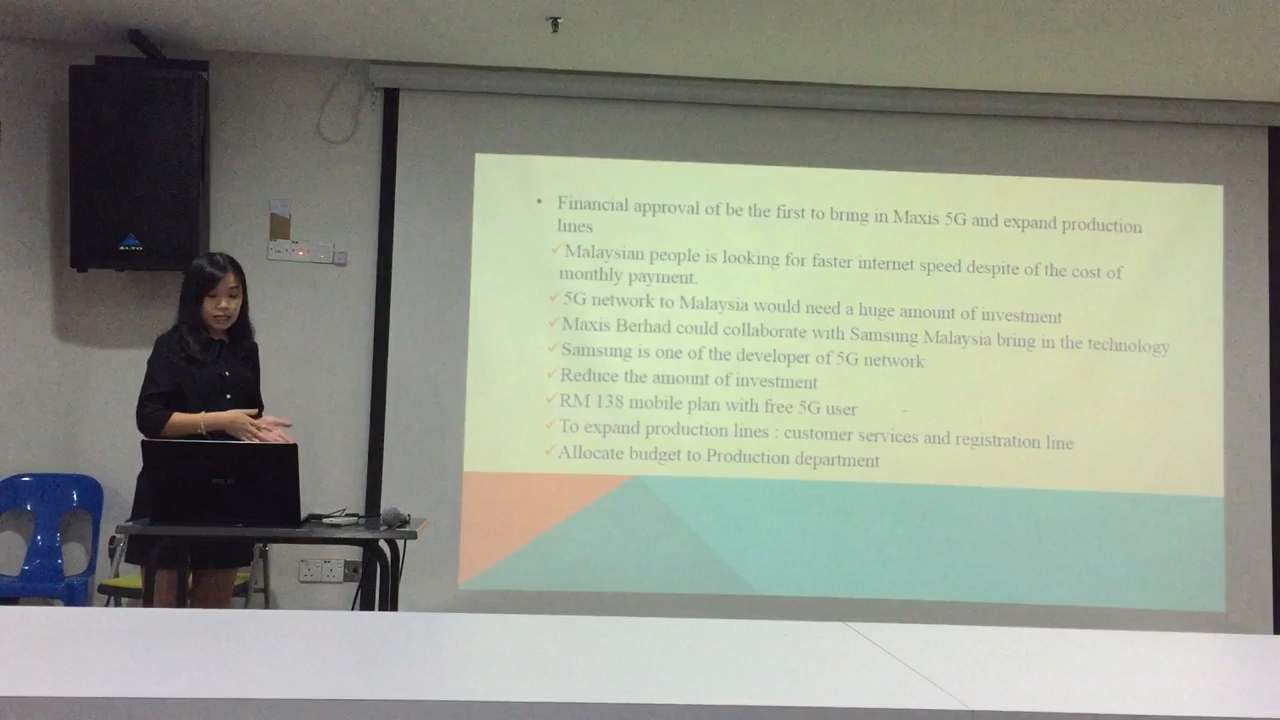 ALTO
• Financial approval of be the first to bring in Maxis 5G and expand production
lines
✓Malaysian people is looking for faster internet speed despite of the cost of
monthly payment.
✓5G network to Malaysia would need a huge amount of investment
✓Maxis Berhad could collaborate with Samsung Malaysia bring in the technology
✓Samsung is one of the developer of 5G network
✓Reduce the amount of investment
✓RM 138 mobile plan with free 5G user
✓To expand production lines : customer services and registration line
✓Allocate budget to Production department